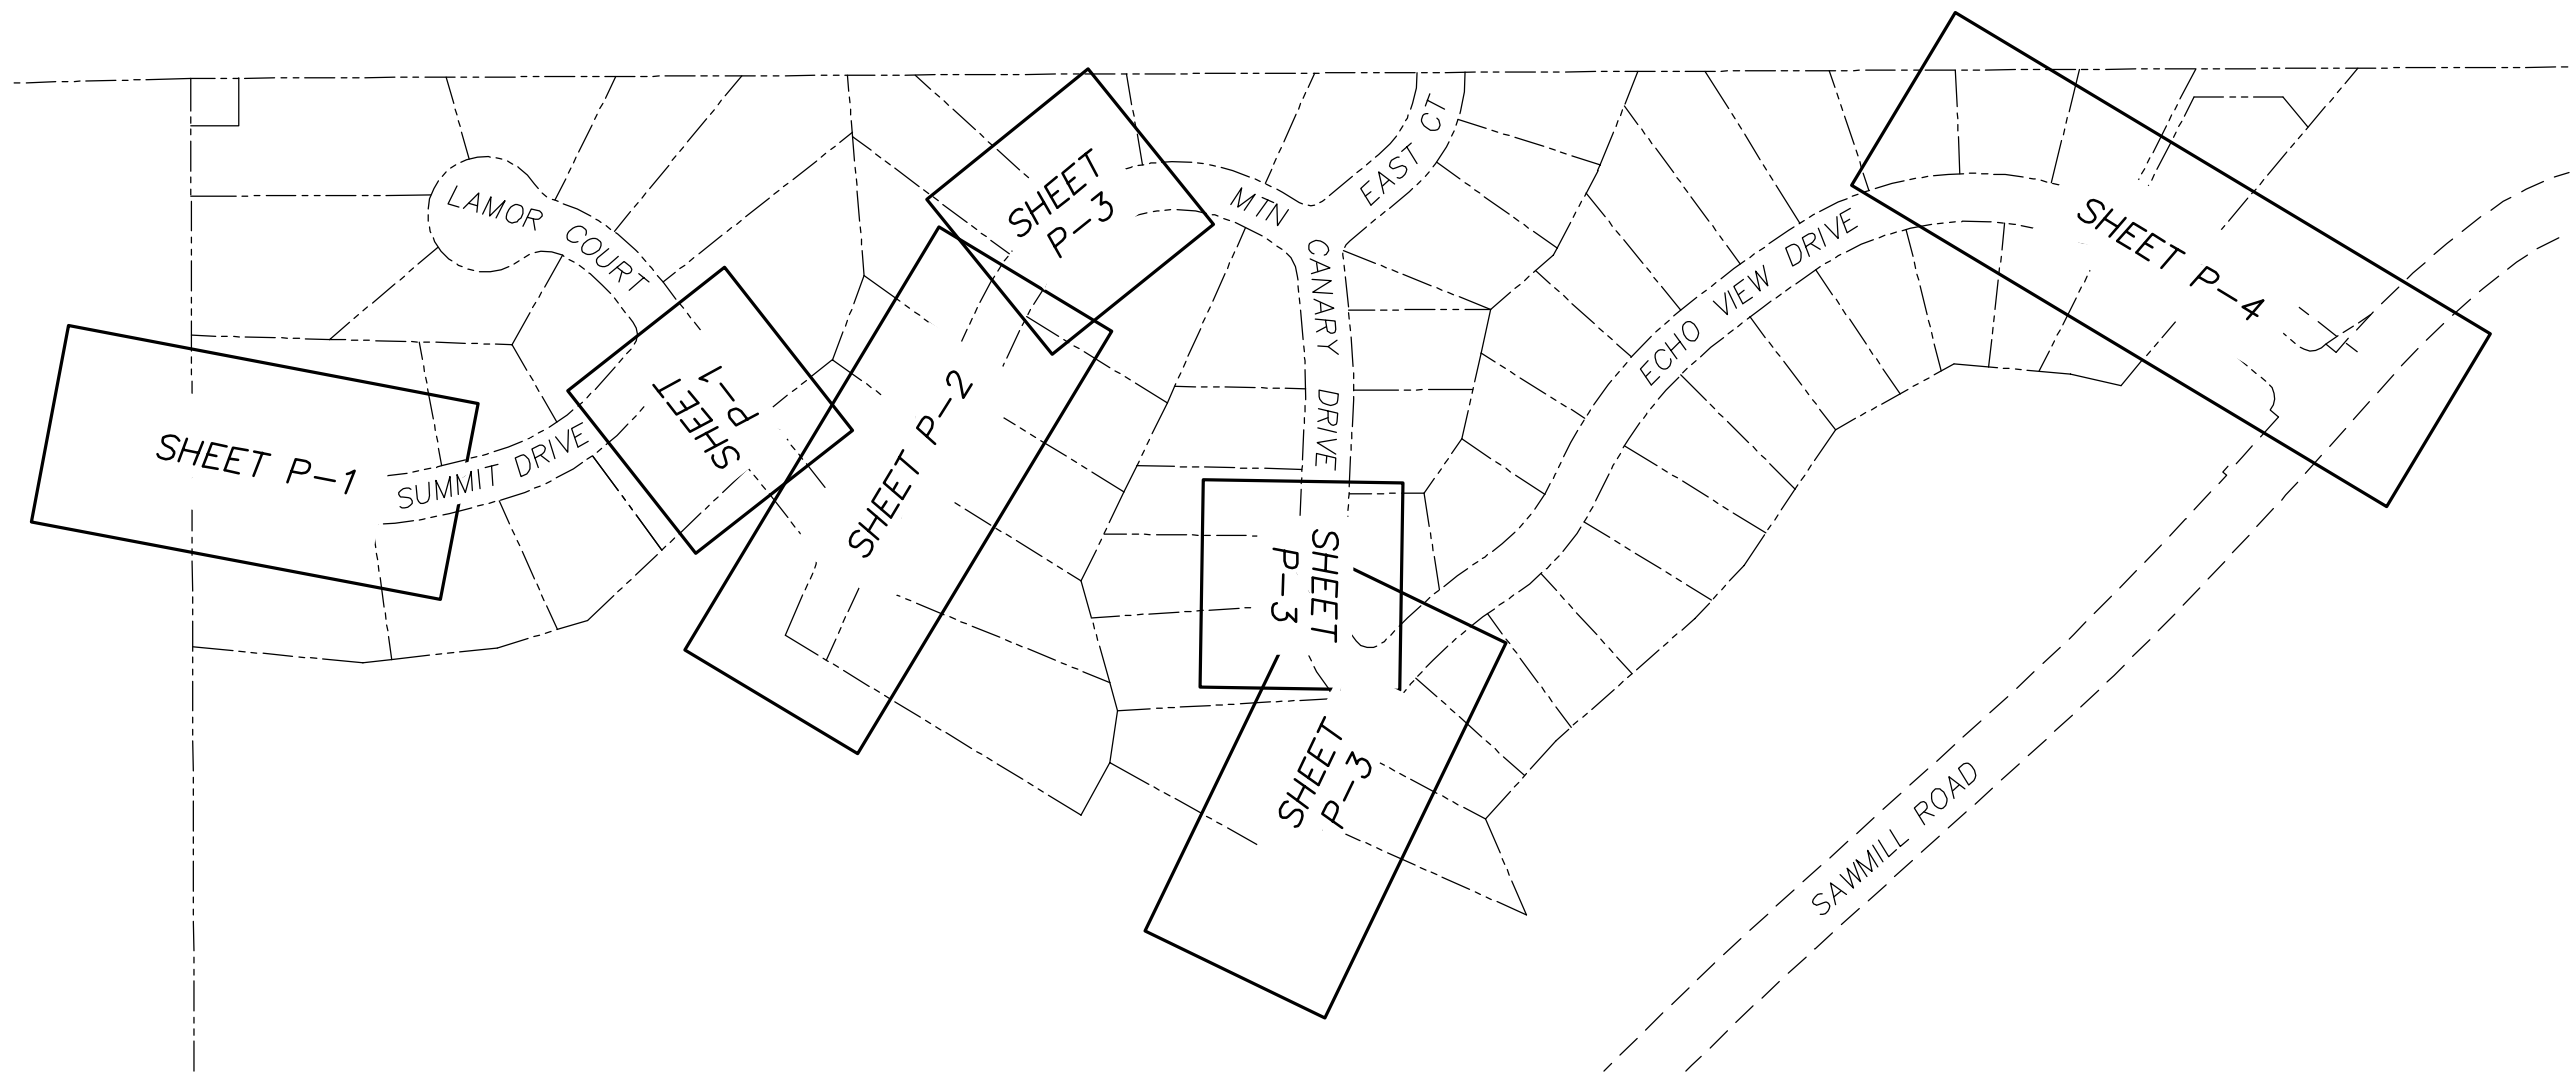 LAMOR COURT
SUMMIT DRIVE
SHEET P-1
SHEET
P-1
SHEET P-2
SHEET
P-3
MTN
CANARY DRIVE
EAST CT
SHEET
P-3
SHEET
P-3
ECHO VIEW DRIVE
SHEET P-4
SAWMILL ROAD